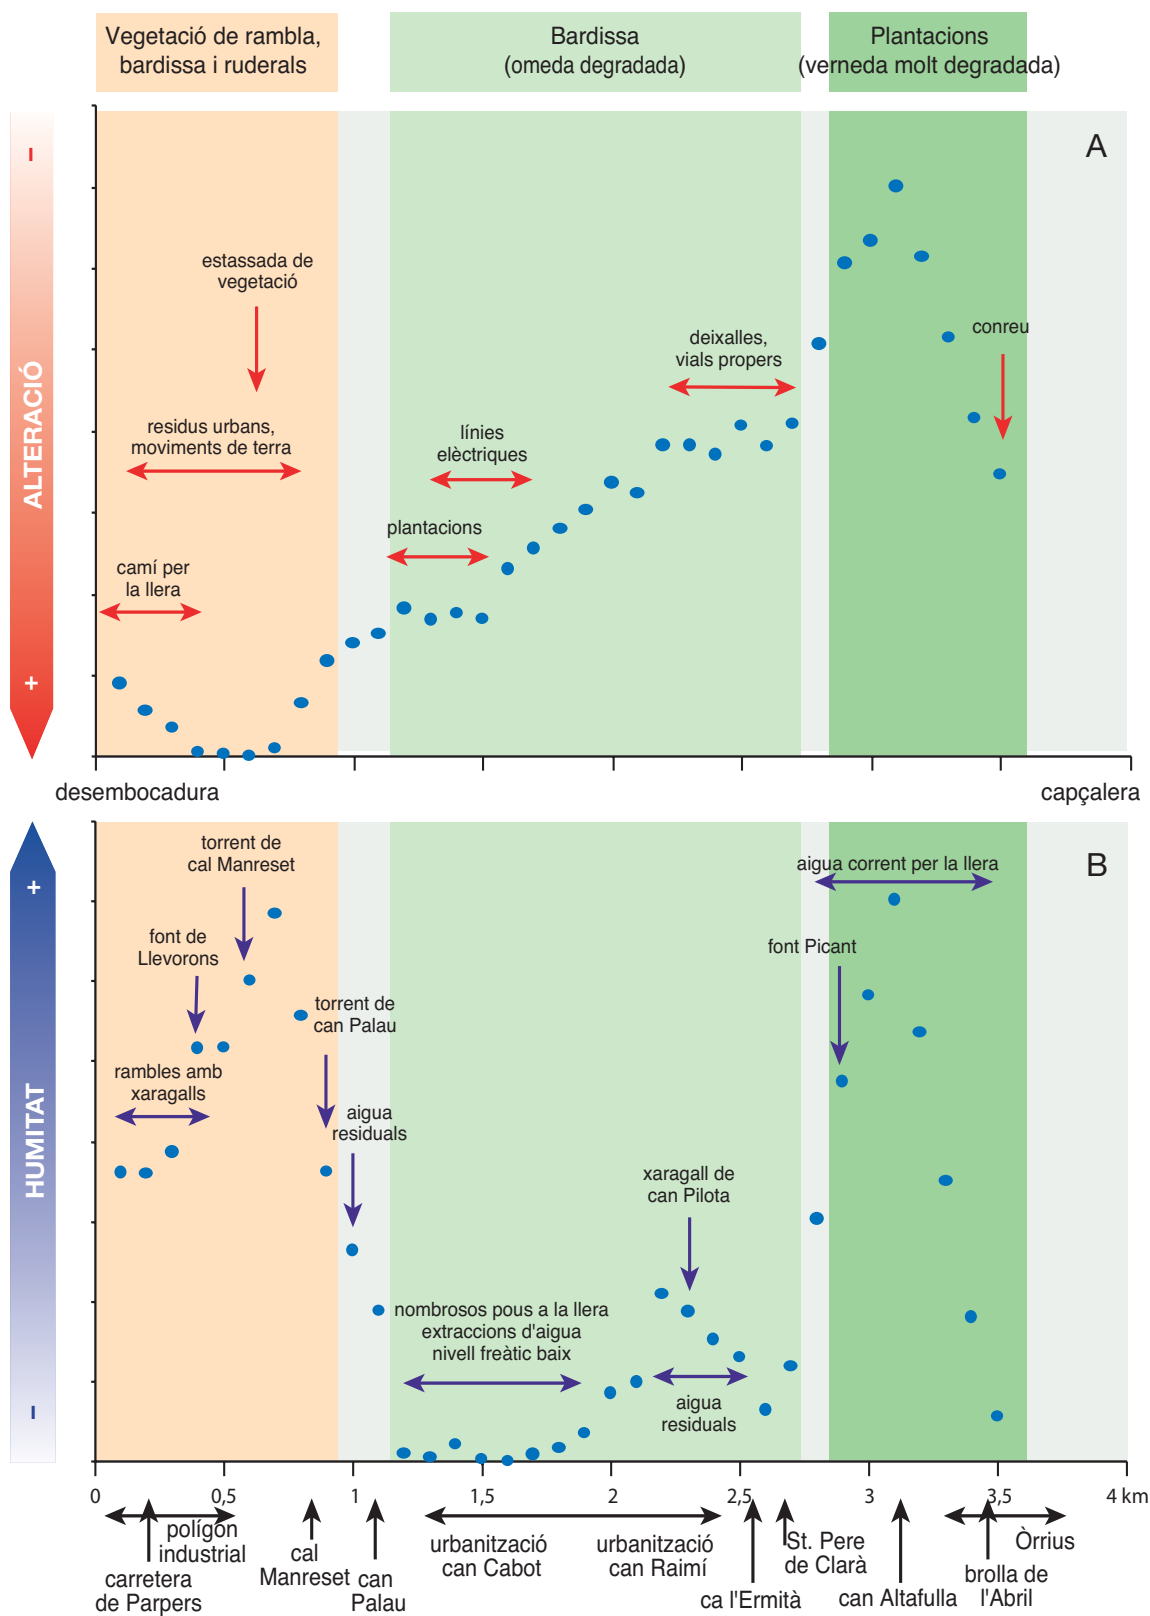 Vegetació de rambla,
bardissa i ruderals
Bardissa
(omeda degradada)
Plantacions
(verneda molt degradada)
A
–
ALTERACIÓ
+
estassada de
vegetació
residus urbans,
moviments de terra
camí per
la llera
línies
elèctriques
plantacions
deixalles,
vials propers
conreu
desembocadura
capçalera
B
+
HUMITAT
–
torrent de
cal Manreset
font de
Llevorons
rambles amb
xaragalls
torrent de
can Palau
aigua
residuals
nombrosos pous a la llera
extraccions d'aigua
nivell freàtic baix
xaragall de
can Pilota
aigua
residuals
aigua corrent per la llera
font Picant
0
0,5
1
1,5
2
2,5
3
3,5
4 km
polígon
industrial
carretera
de Parpers
cal
Manreset
can
Palau
urbanització
can Cabot
urbanització
can Raimí
ca l'Ermità
St. Pere
de Clarà
can Altafulla
Òrrius
brolla de
l'Abril